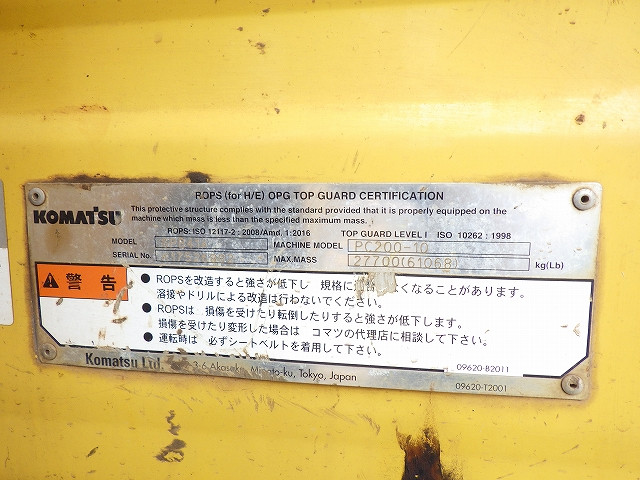 ROPS (for H/E) OPG TOP GUARD CERTIFICATION
KOMATSU
This protective structure complies with the standard provided that it is properly equipped on the
machine which mass is less than the specified maximum mass.
ROPS: ISO 12117-2 : 2008/Amd. 1:2016 TOP GUARD LEVEL I ISO 10262 : 1998
MODEL MACHINE MODEL PC200-10
SERIAL No. MAX.MASS 27700(61068) kg(Lb)
警告
● ROPSを改造すると強さが低下し 規格に なくなることがあります。
溶接やドリルによる改造は行わないでください。
● ROPSは 損傷を受けたり転倒したりすると強さが低下します。
損傷を受けたり変形した場合は コマツの代理店に相談して下さい。
● 運転時は 必ずシートベルトを着用して下さい。
09620-B2011
Komatsu Ltd. 3-6 Akasaka, Minato-ku, Tokyo, Japan
09620-T2001